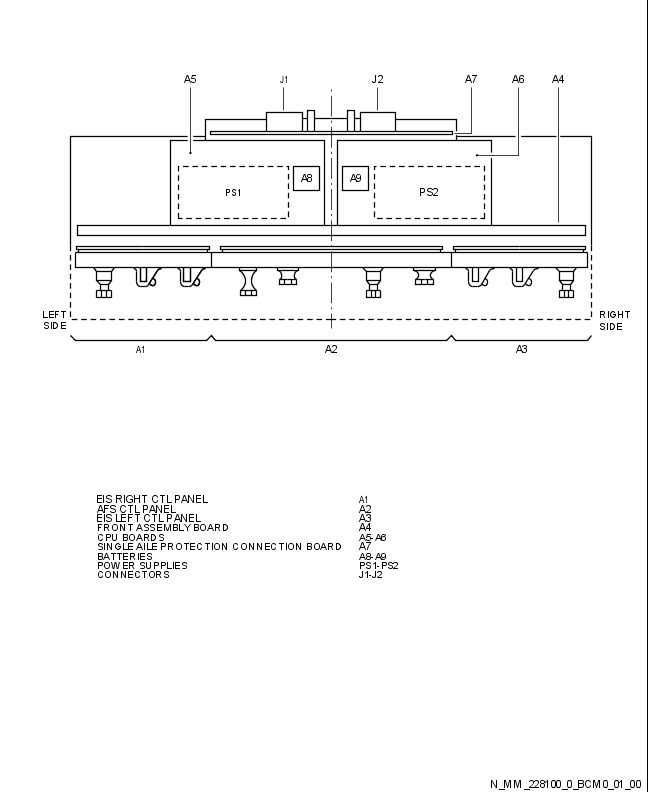 A5 J1 J2 A7 A6 A4
A8 A9
PS1 PS2
LEFT
SIDE
RIGHT
SIDE
A1 A2 A3
EIS RIGHT CTL PANEL A1
AFS CTL PANEL A2
EIS LEFT CTL PANEL A3
FRONT ASSEMBLY BOARD A4
CPU BOARDS A5-A6
SINGLE AILE PROTECTION CONNECTION BOARD A7
BATTERIES A8-A9
POWER SUPPLIES PS1-PS2
CONNECTORS J1-J2
N_MM_228100_0_BCM0_01_00